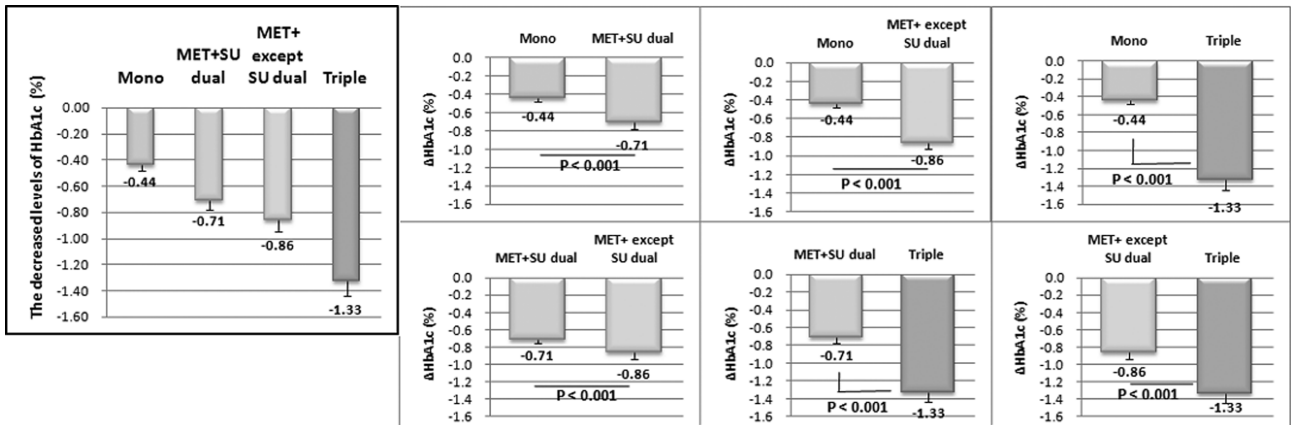 The decreased levels of HbA1c (%)
Mono
MET+SU
dual
MET+
except
SU dual
Triple
0.00
-0.20
-0.40
-0.60
-0.80
-1.00
-1.20
-1.40
-1.60
-0.44
-0.71
-0.86
-1.33
Mono
MET+SU dual
ΔHbA1c (%)
0.0
-0.2
-0.4
-0.6
-0.8
-1.0
-1.2
-1.4
-1.6
-0.44
-0.71
P < 0.001
Mono
MET+ except
SU dual
ΔHbA1c (%)
0.0
-0.2
-0.4
-0.6
-0.8
-1.0
-1.2
-1.4
-1.6
-0.44
-0.86
P < 0.001
Mono
Triple
ΔHbA1c (%)
0.0
-0.2
-0.4
-0.6
-0.8
-1.0
-1.2
-1.4
-1.6
-0.44
P < 0.001
-1.33
MET+SU dual
MET+ except
SU dual
ΔHbA1c (%)
0.0
-0.2
-0.4
-0.6
-0.8
-1.0
-1.2
-1.4
-1.6
-0.71
-0.86
P < 0.001
MET+SU dual
Triple
ΔHbA1c (%)
0.0
-0.2
-0.4
-0.6
-0.8
-1.0
-1.2
-1.4
-1.6
-0.71
P < 0.001
-1.33
MET+ except
SU dual
Triple
ΔHbA1c (%)
0.0
-0.2
-0.4
-0.6
-0.8
-1.0
-1.2
-1.4
-1.6
-0.86
P < 0.001
-1.33